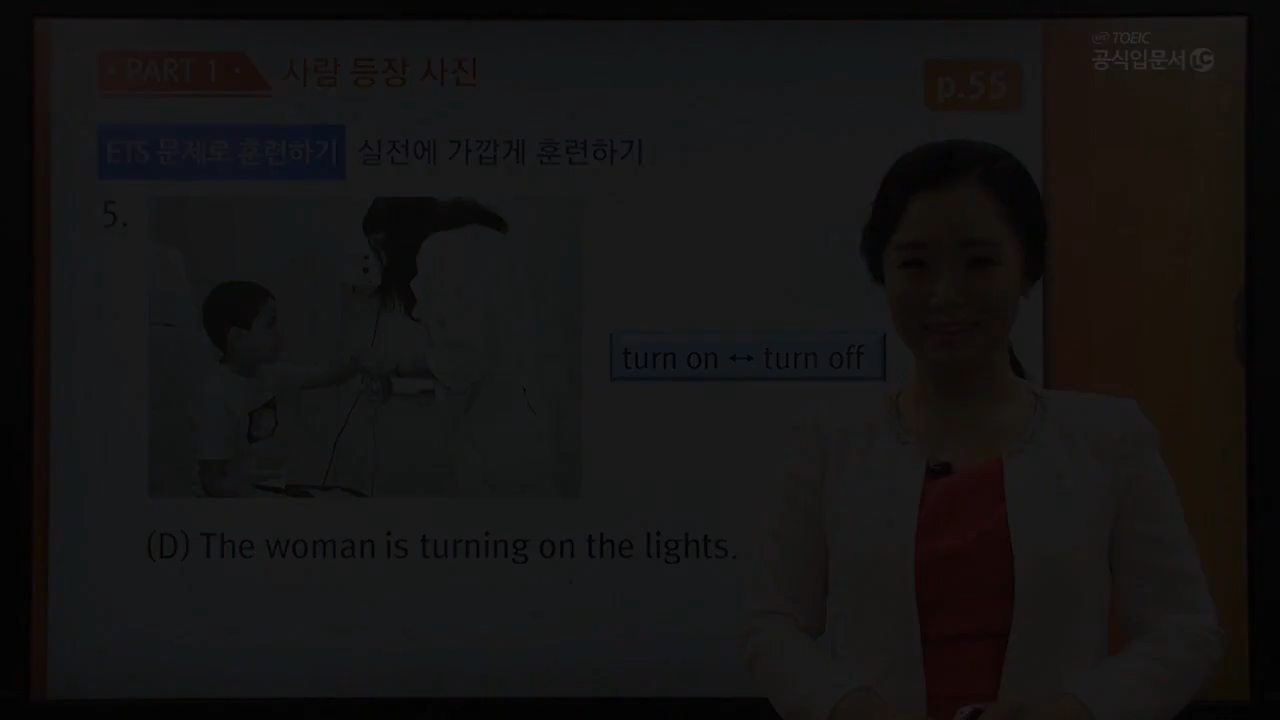 ETS TOEIC
공식입문서 LC
· PART 1 · 사람 등장 사진
p.55
ETS 문제로 훈련하기 실전에 가깝게 훈련하기
5.
turn on ↔ turn off
(D) The woman is turning on the lights.